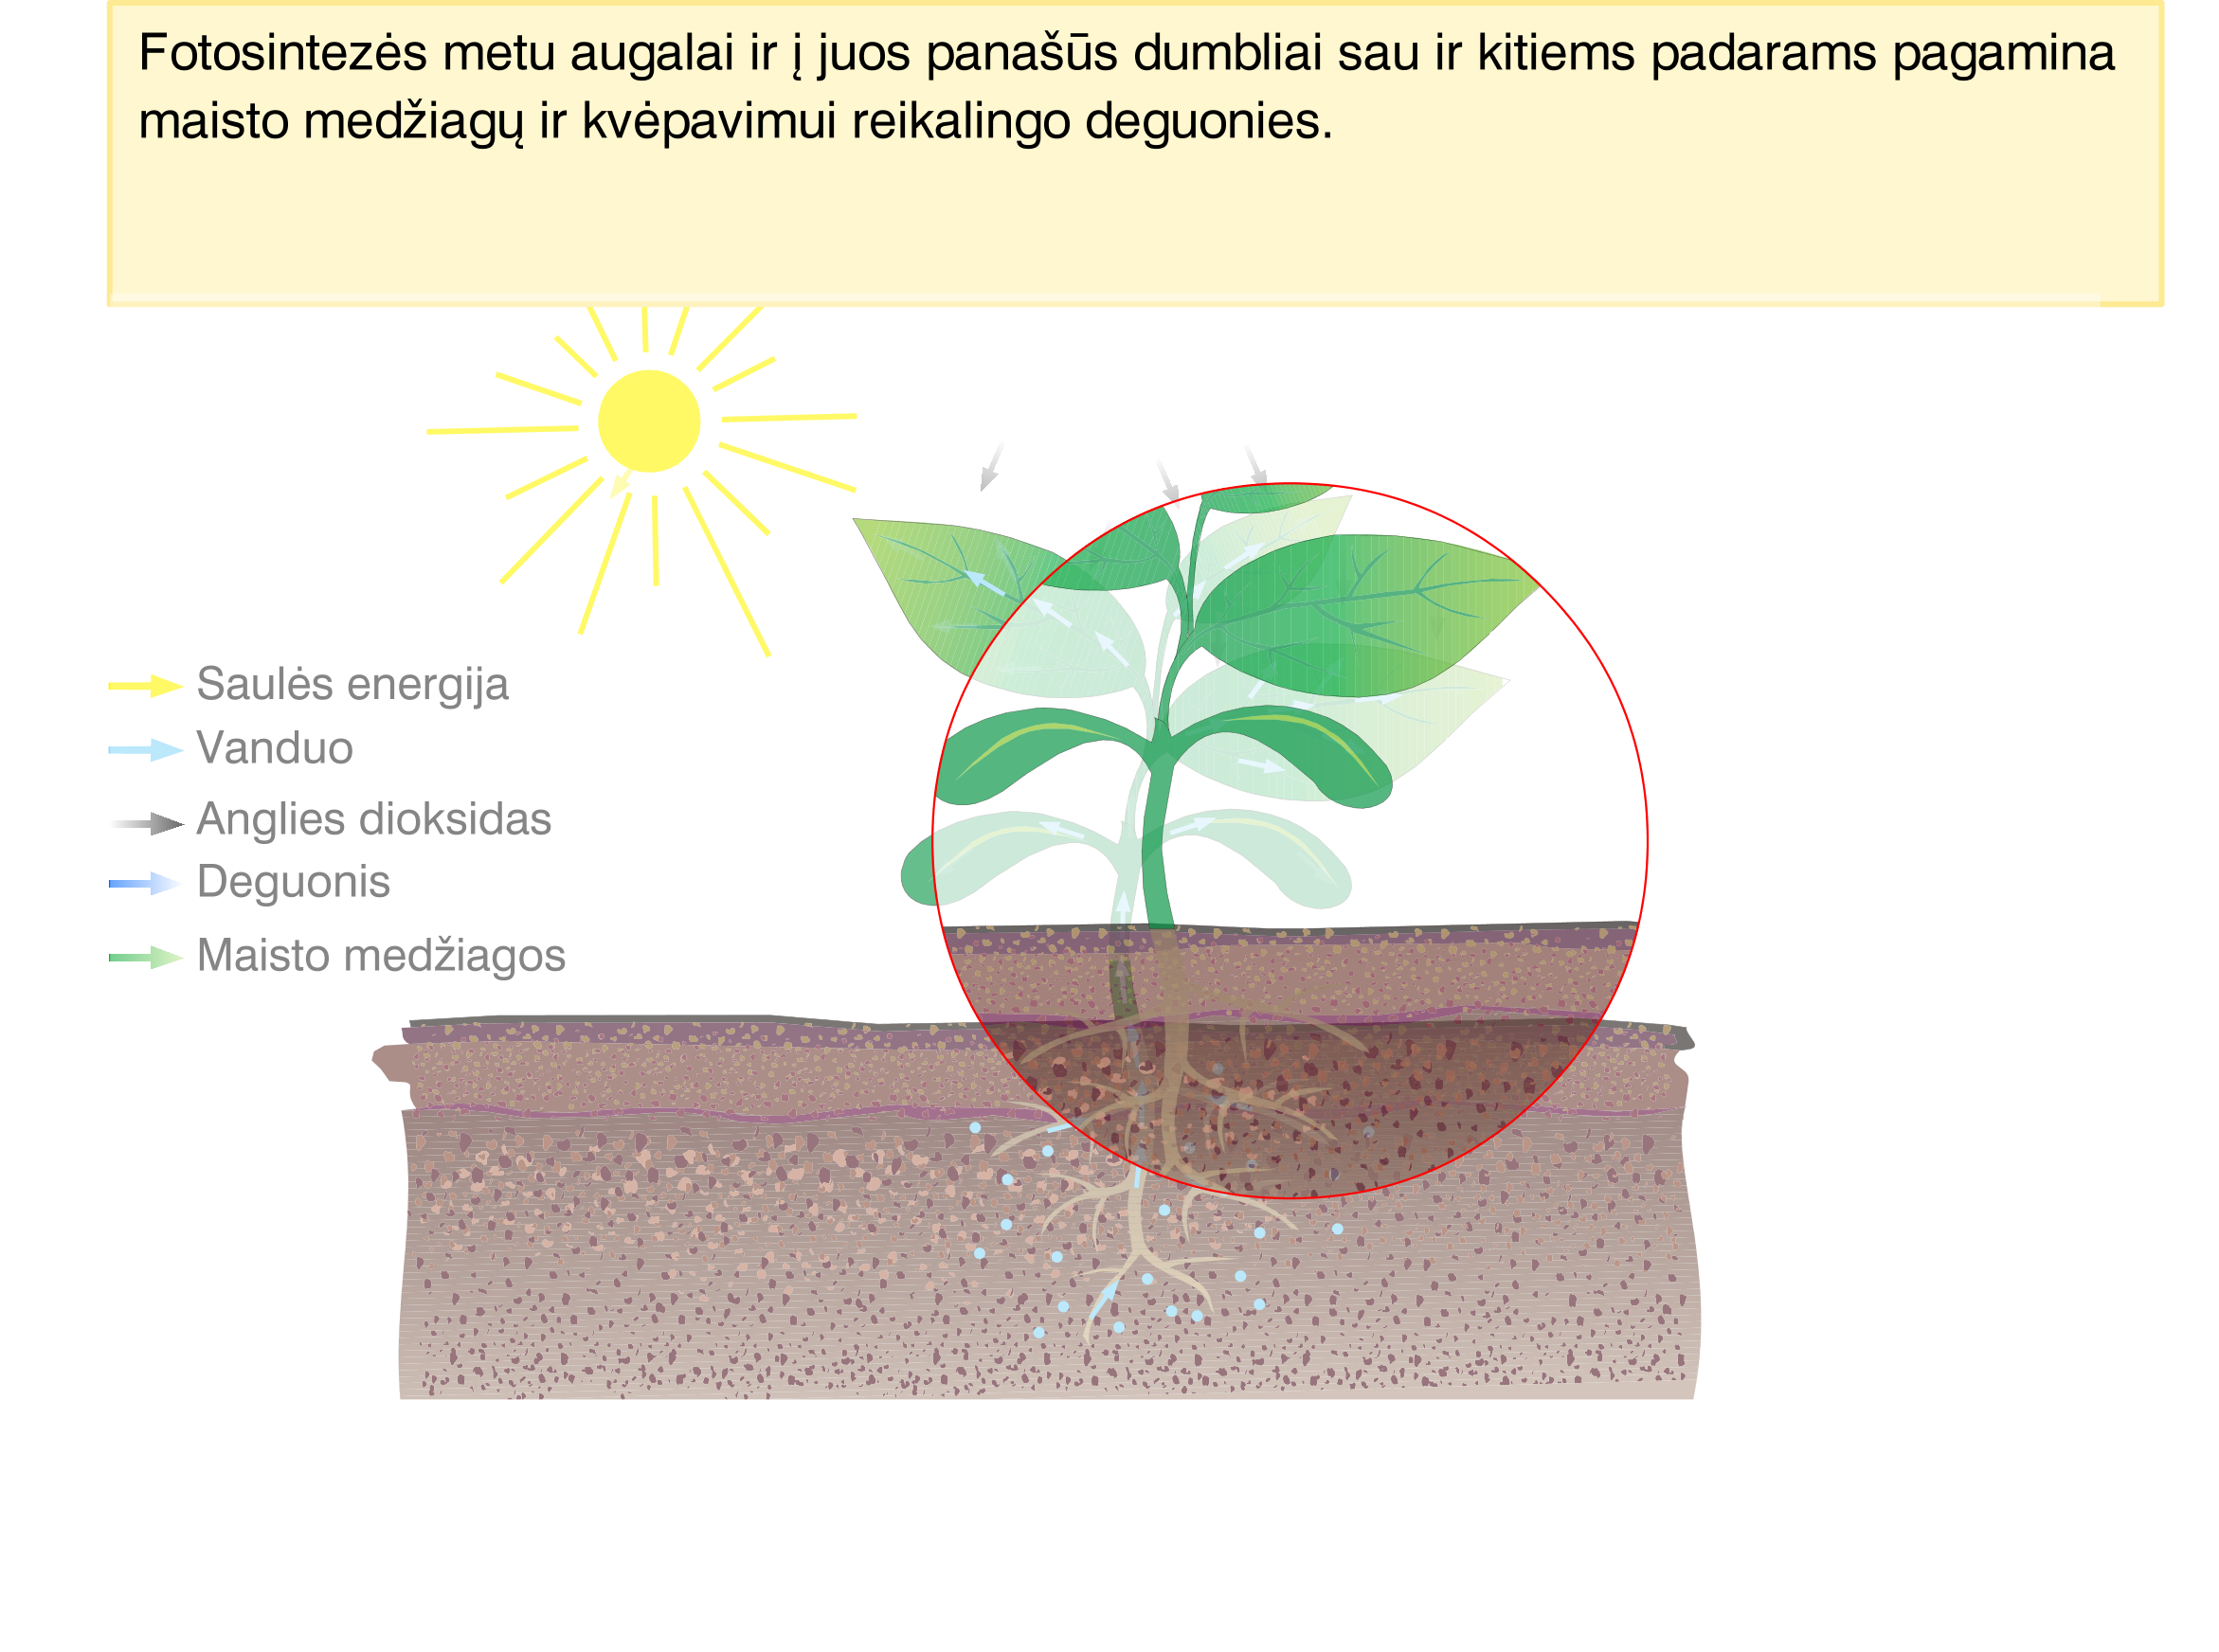 Fotosintezės metu augalai ir į juos panašūs dumbliai sau ir kitiems padarams pagamina
maisto medžiagų ir kvėpavimui reikalingo deguonies.
Saulės energija
Vanduo
Anglies dioksidas
Deguonis
Maisto medžiagos